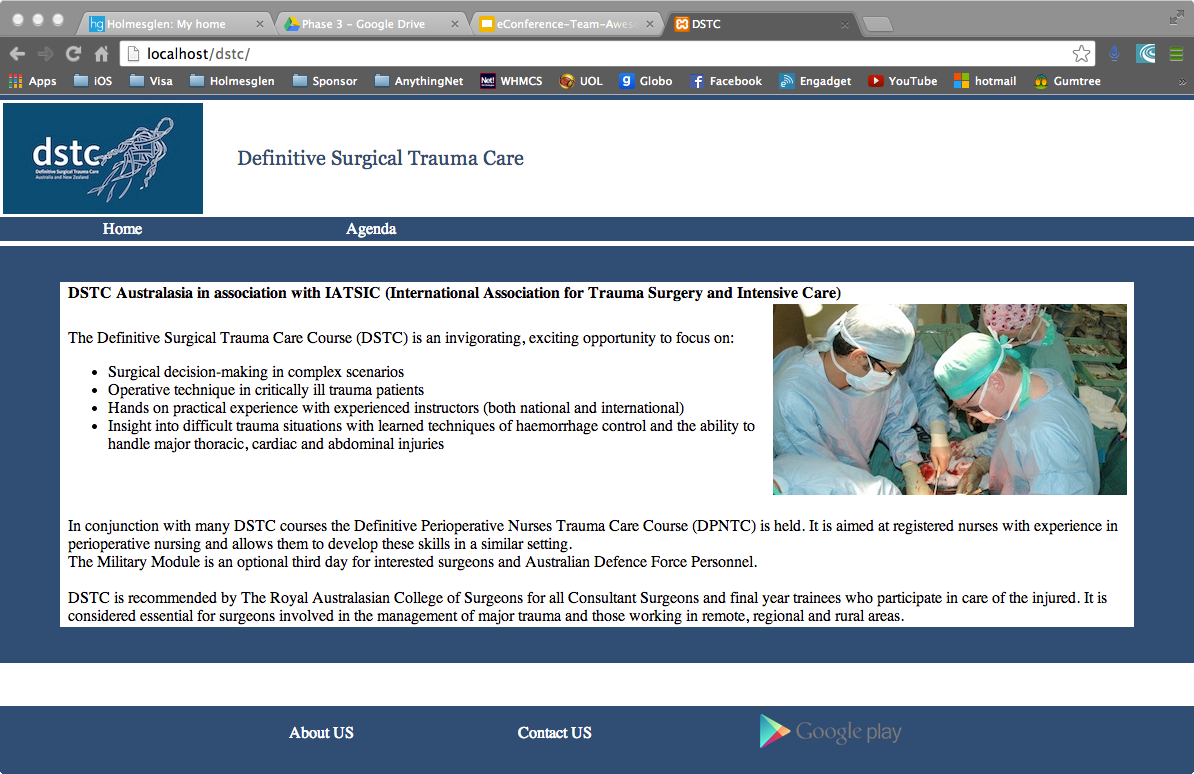 Holmesglen: My home
Phase 3 – Google Drive
eConference-Team-Awes
DSTC
localhost/dstc/
Apps iOS Visa Holmesglen Sponsor AnythingNet Net! WHMCS UOL g Globo Facebook Engadget YouTube hotmail Gumtree »
dstc
Definitive Surgical Trauma Care
Australia and New Zealand
Definitive Surgical Trauma Care
Home Agenda
DSTC Australasia in association with IATSIC (International Association for Trauma Surgery and Intensive Care)
The Definitive Surgical Trauma Care Course (DSTC) is an invigorating, exciting opportunity to focus on:
• Surgical decision-making in complex scenarios
• Operative technique in critically ill trauma patients
• Hands on practical experience with experienced instructors (both national and international)
• Insight into difficult trauma situations with learned techniques of haemorrhage control and the ability to
handle major thoracic, cardiac and abdominal injuries
In conjunction with many DSTC courses the Definitive Perioperative Nurses Trauma Care Course (DPNTC) is held. It is aimed at registered nurses with experience in
perioperative nursing and allows them to develop these skills in a similar setting.
The Military Module is an optional third day for interested surgeons and Australian Defence Force Personnel.
DSTC is recommended by The Royal Australasian College of Surgeons for all Consultant Surgeons and final year trainees who participate in care of the injured. It is
considered essential for surgeons involved in the management of major trauma and those working in remote, regional and rural areas.
About US Contact US Google play